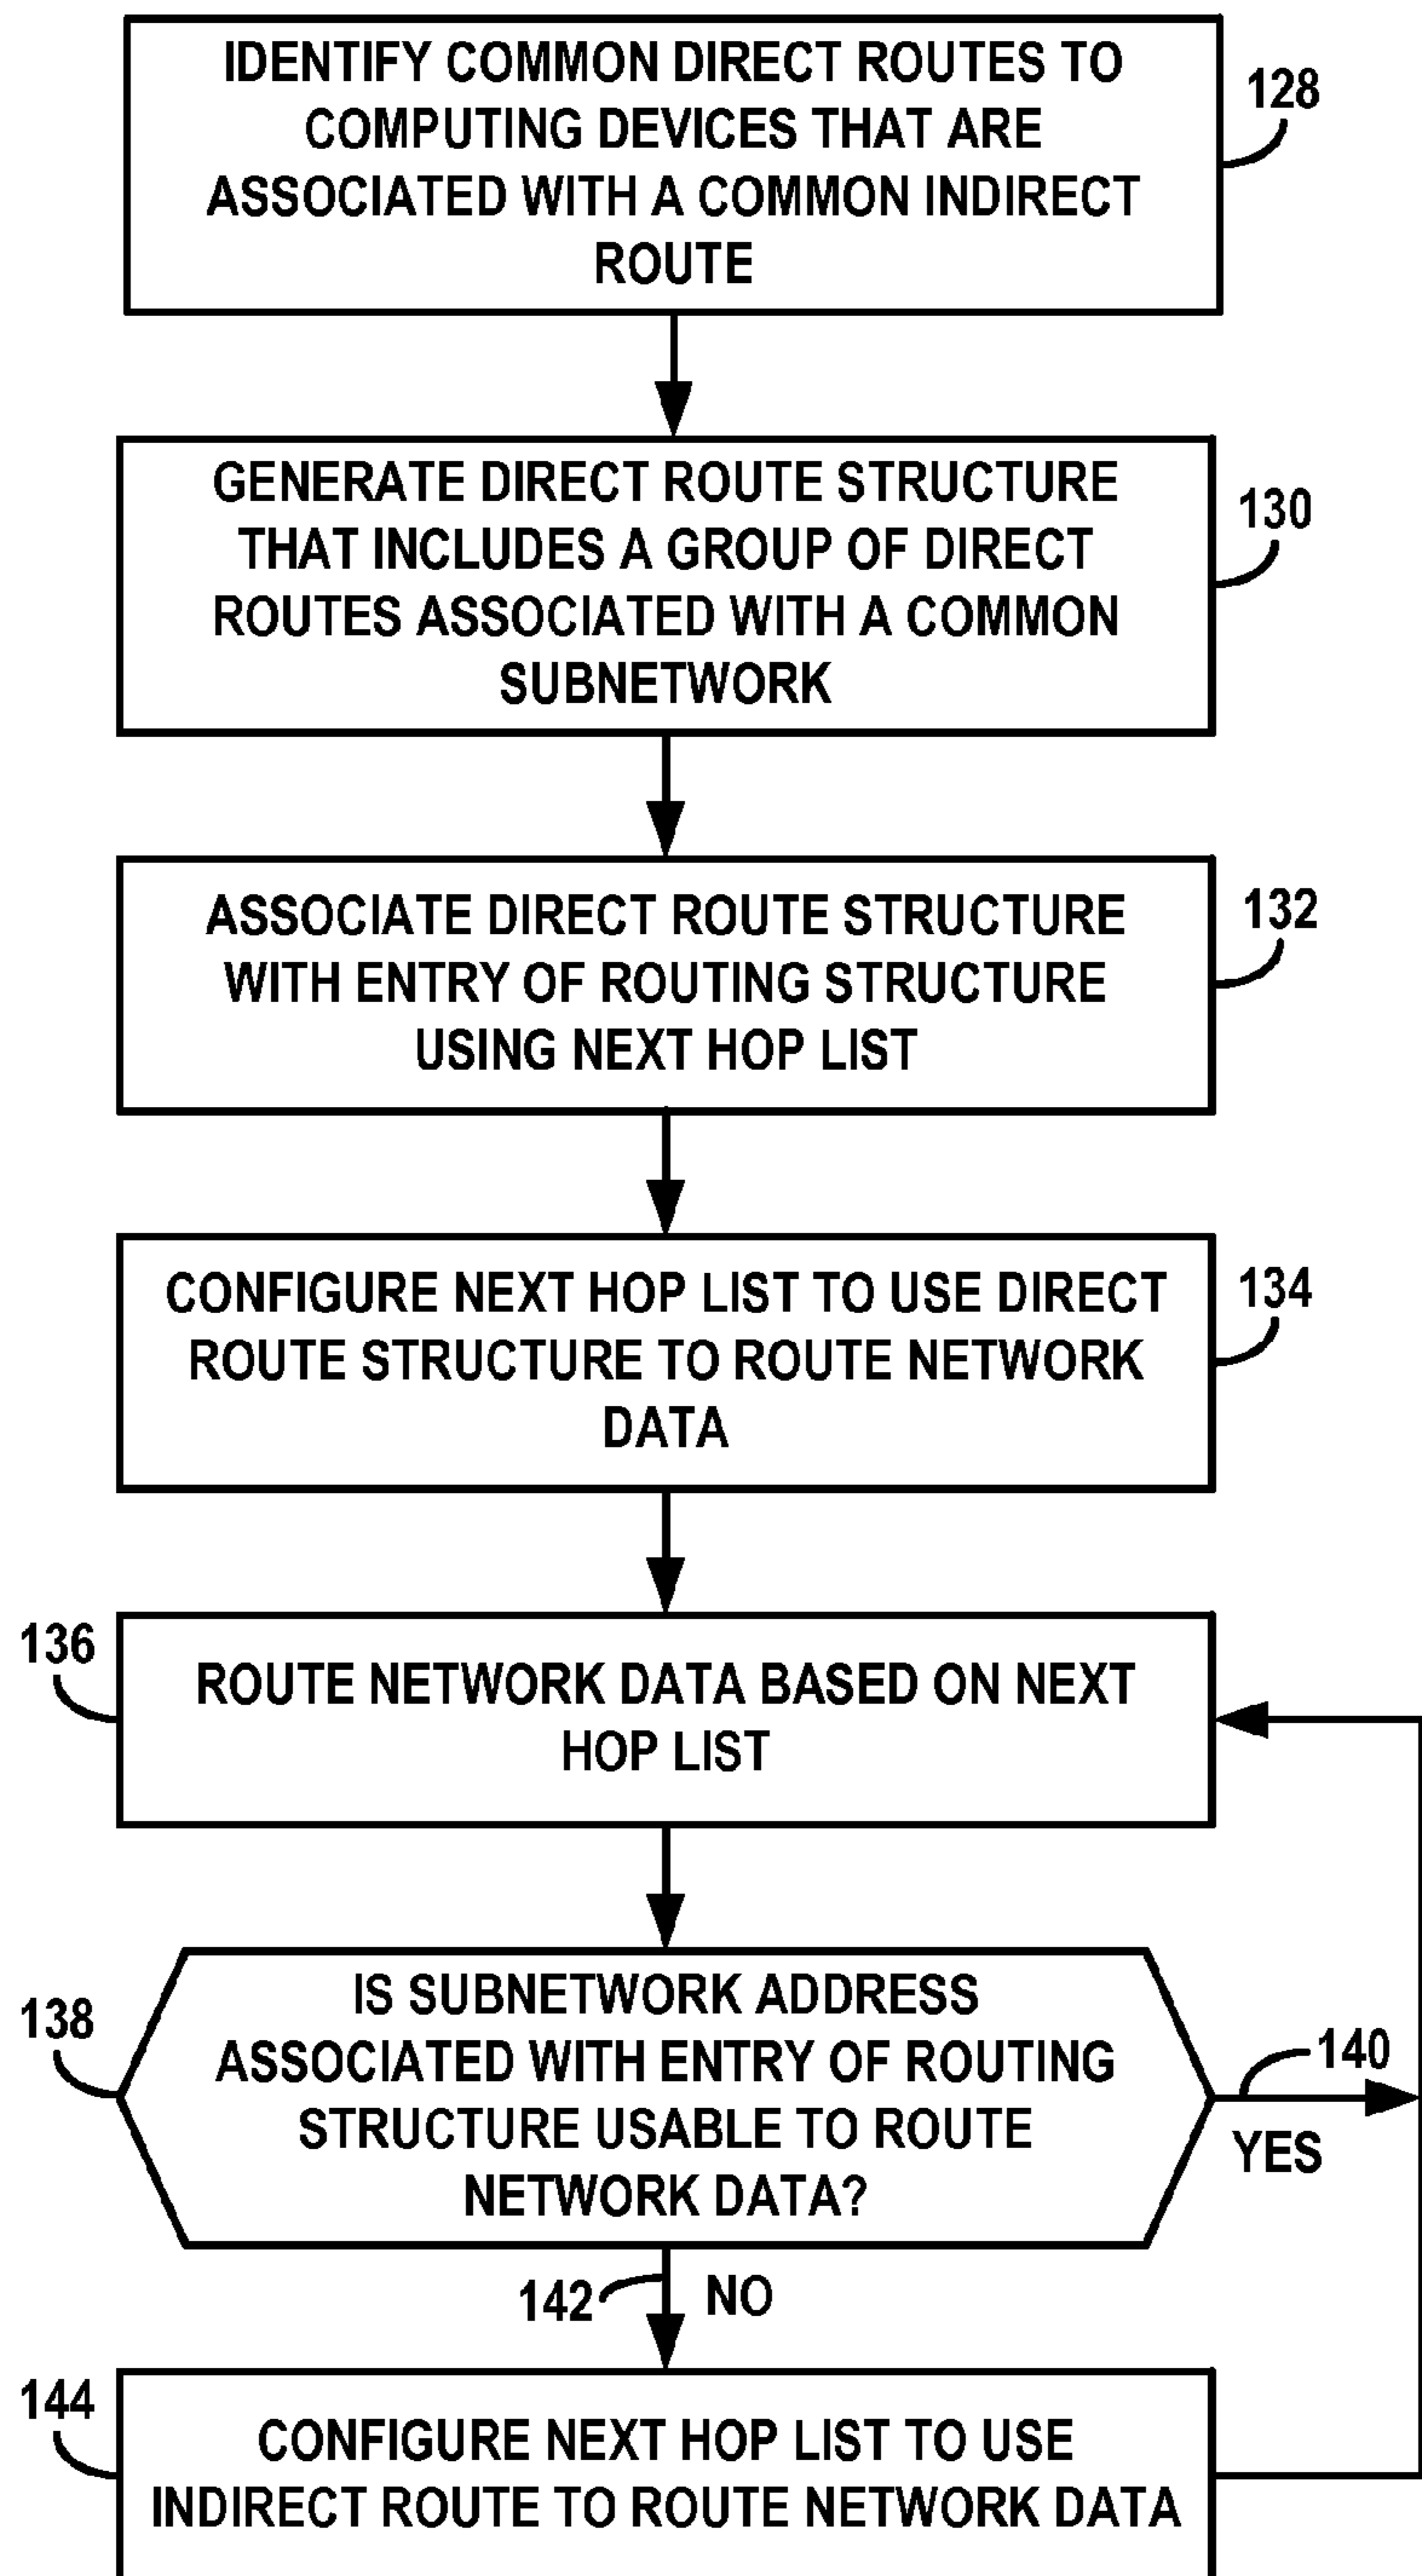 IDENTIFY COMMON DIRECT ROUTES TO
COMPUTING DEVICES THAT ARE
ASSOCIATED WITH A COMMON INDIRECT
ROUTE
128
GENERATE DIRECT ROUTE STRUCTURE
THAT INCLUDES A GROUP OF DIRECT
ROUTES ASSOCIATED WITH A COMMON
SUBNETWORK
130
ASSOCIATE DIRECT ROUTE STRUCTURE
WITH ENTRY OF ROUTING STRUCTURE
USING NEXT HOP LIST
132
CONFIGURE NEXT HOP LIST TO USE DIRECT
ROUTE STRUCTURE TO ROUTE NETWORK
DATA
134
136
ROUTE NETWORK DATA BASED ON NEXT
HOP LIST
138
IS SUBNETWORK ADDRESS
ASSOCIATED WITH ENTRY OF ROUTING
STRUCTURE USABLE TO ROUTE
NETWORK DATA?
140
YES
142
NO
144
CONFIGURE NEXT HOP LIST TO USE
INDIRECT ROUTE TO ROUTE NETWORK DATA